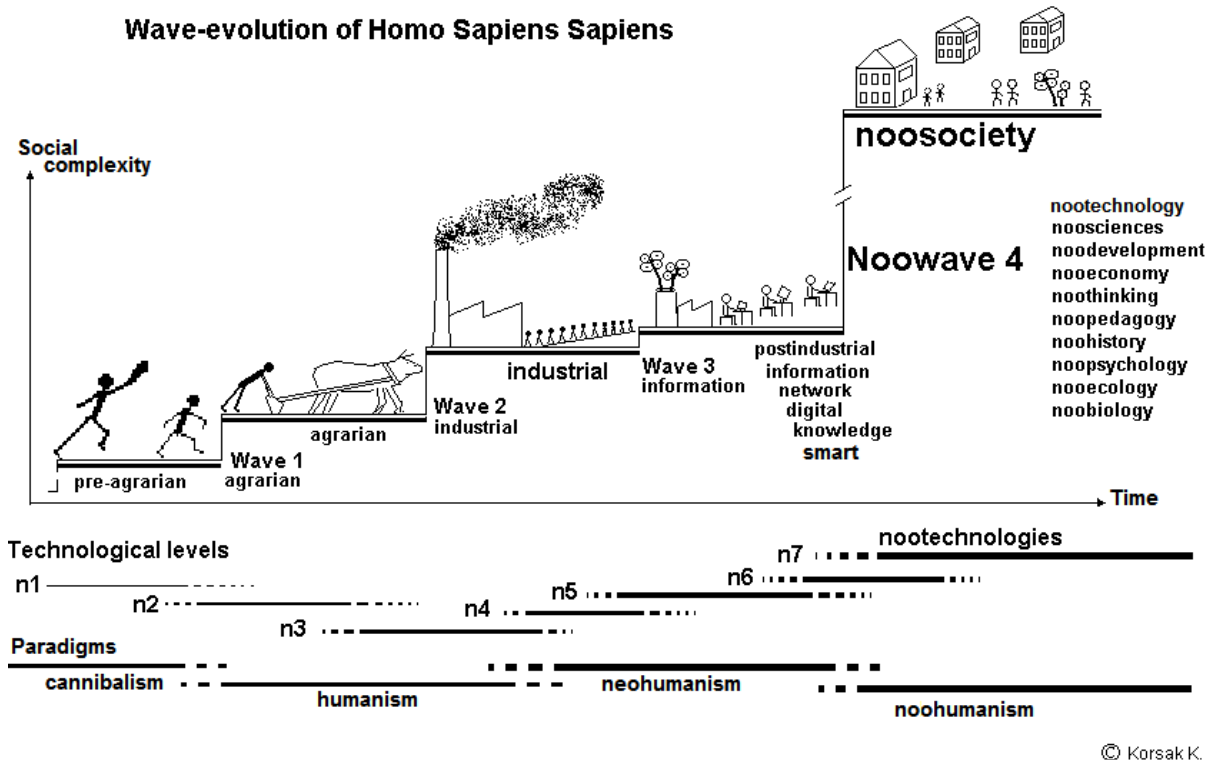 Wave-evolution of Homo Sapiens Sapiens
Social
complexity
noosociety
Noowave 4
nootechnology
noosciences
noodevelopment
nooeconomy
noothinking
noopedagogy
noohistory
noopsychology
nooecology
noobiology
pre-agrarian
Wave 1
agrarian
agrarian
Wave 2
industrial
industrial
Wave 3
information
postindustrial
information
network
digital
knowledge
smart
Time
Technological levels
n1
n2
n3
n4
n5
n6
n7
nootechnologies
Paradigms
cannibalism
humanism
neohumanism
noohumanism
© Korsak K.